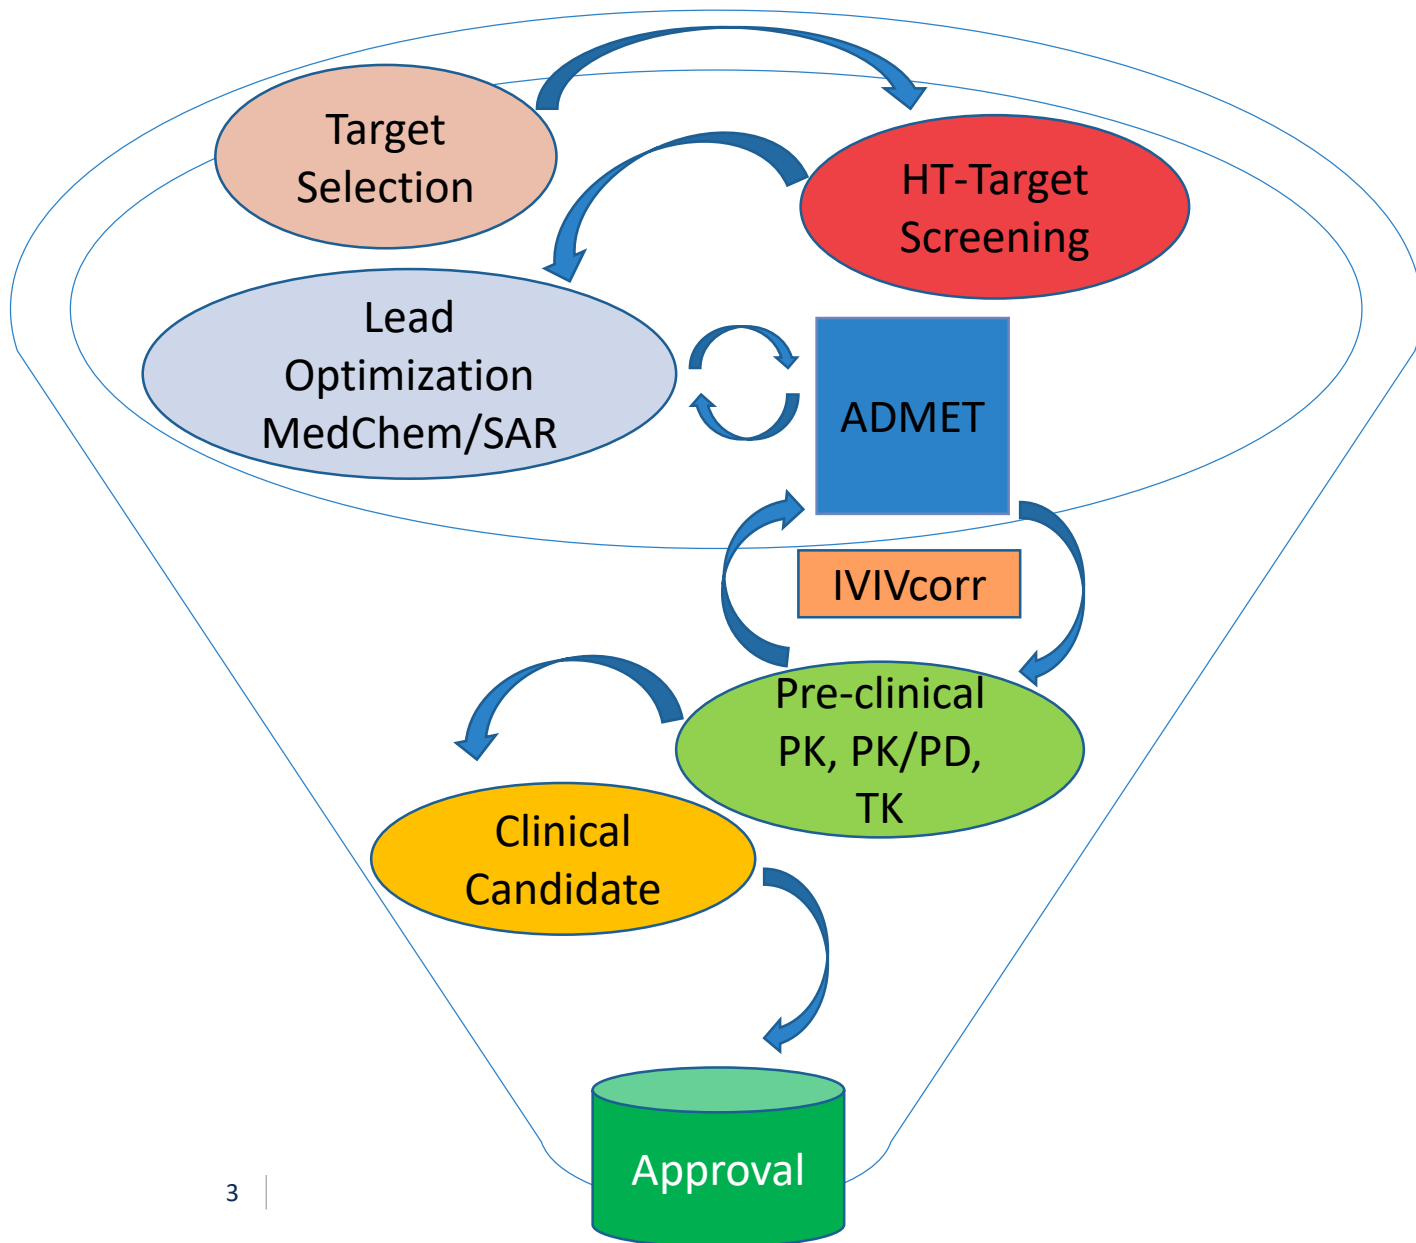 Target
Selection
HT-Target
Screening
Lead
Optimization
MedChem/SAR
ADMET
IVIVcorr
Pre-clinical
PK, PK/PD,
TK
Clinical
Candidate
Approval
3